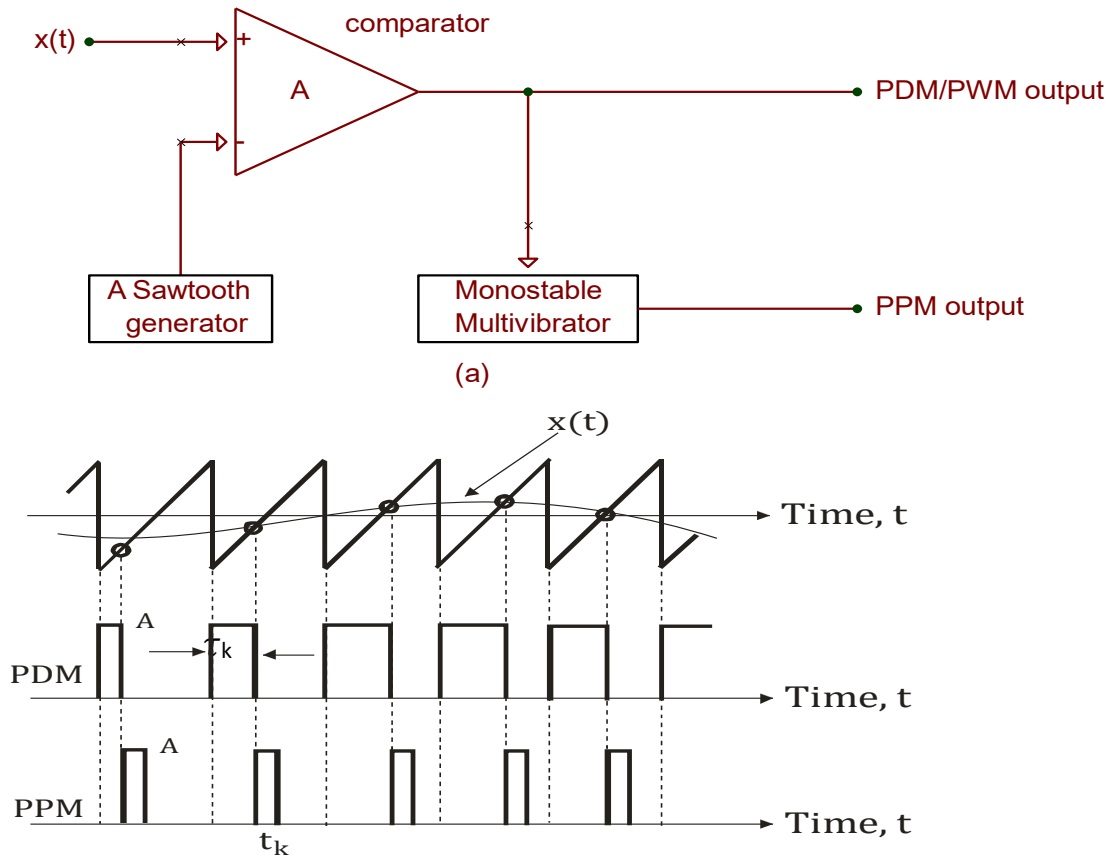 comparator
x(t)
+
A
-
PDM/PWM output
A Sawtooth
generator
Monostable
Multivibrator
PPM output
(a)
x(t)
Time, t
A
τk
PDM
Time, t
A
PPM
Time, t
tk